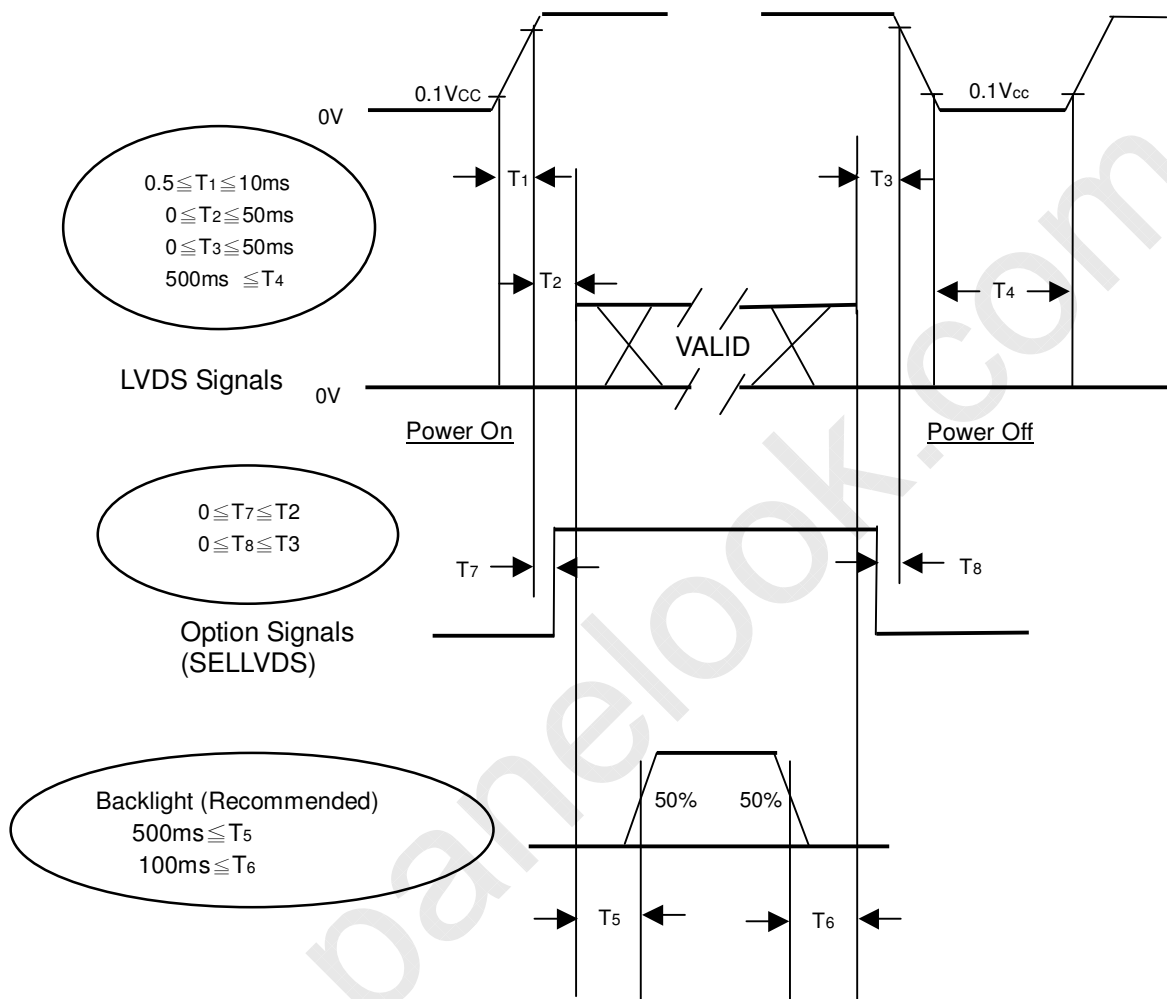 0.1Vcc
0.1Vcc
0V
0.5≦T1≦10ms
0≦T2≦50ms
0≦T3≦50ms
500ms ≦T4
T1
T3
T2
T4
VALID
LVDS Signals
0V
Power On
Power Off
0≦T7≦T2
0≦T8≦T3
T7
T8
Option Signals
(SELLVDS)
Backlight (Recommended)
500ms≦T5
100ms≦T6
50%
50%
T5
T6
panelook.com